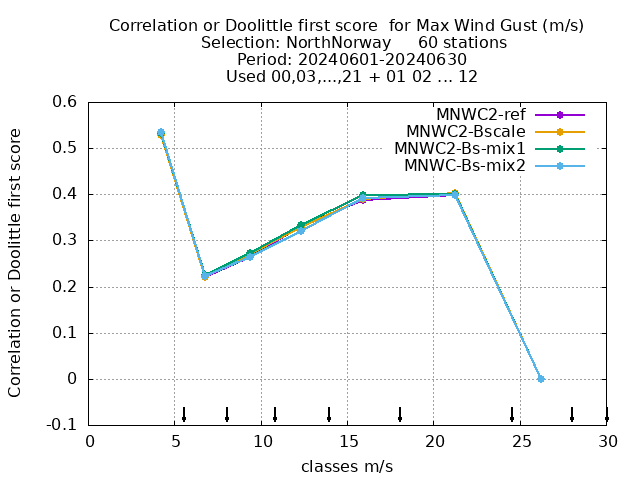 Correlation or Doolittle first score  for Max Wind Gust (m/s)
Selection: NorthNorway     60 stations
Period: 20240601-20240630
Used 00,03,...,21 + 01 02 ... 12
MNWC2-ref
MNWC2-Bscale
MNWC2-Bs-mix1
MNWC-Bs-mix2
Correlation or Doolittle first score
0.6
0.5
0.4
0.3
0.2
0.1
0
-0.1
0 5 10 15 20 25 30
classes m/s